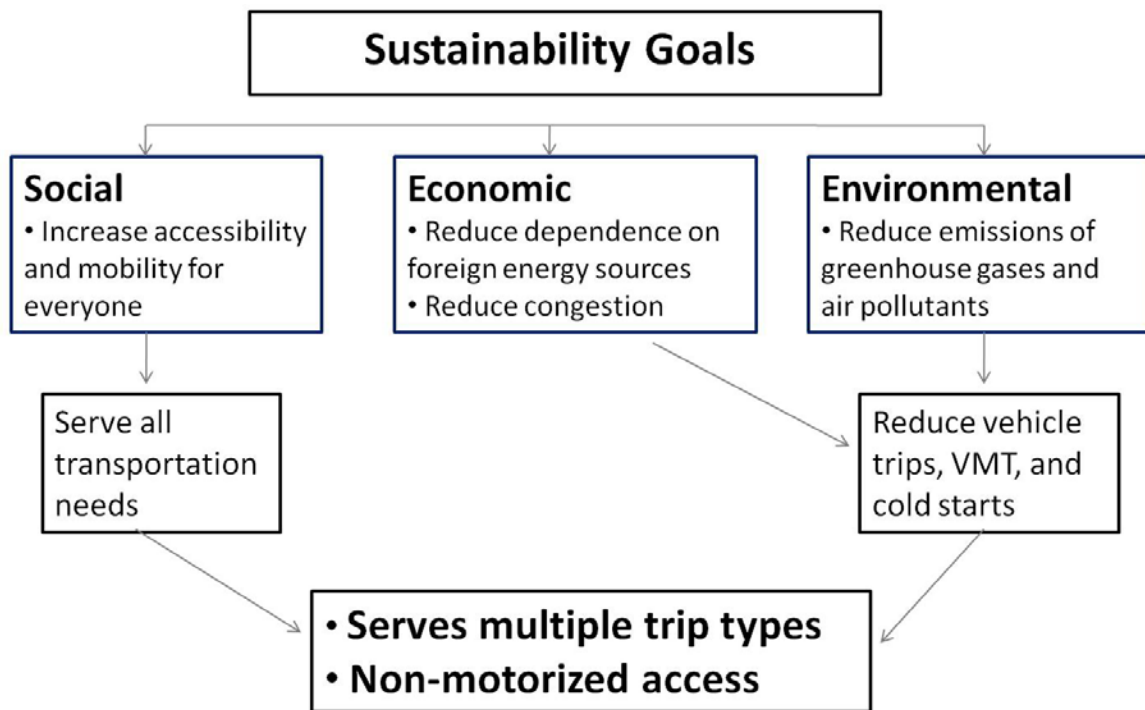 Sustainability Goals
Social
• Increase accessibility
and mobility for
everyone
Economic
• Reduce dependence on
foreign energy sources
• Reduce congestion
Environmental
• Reduce emissions of
greenhouse gases and
air pollutants
Serve all
transportation
needs
Reduce vehicle
trips, VMT, and
cold starts
• Serves multiple trip types
• Non-motorized access